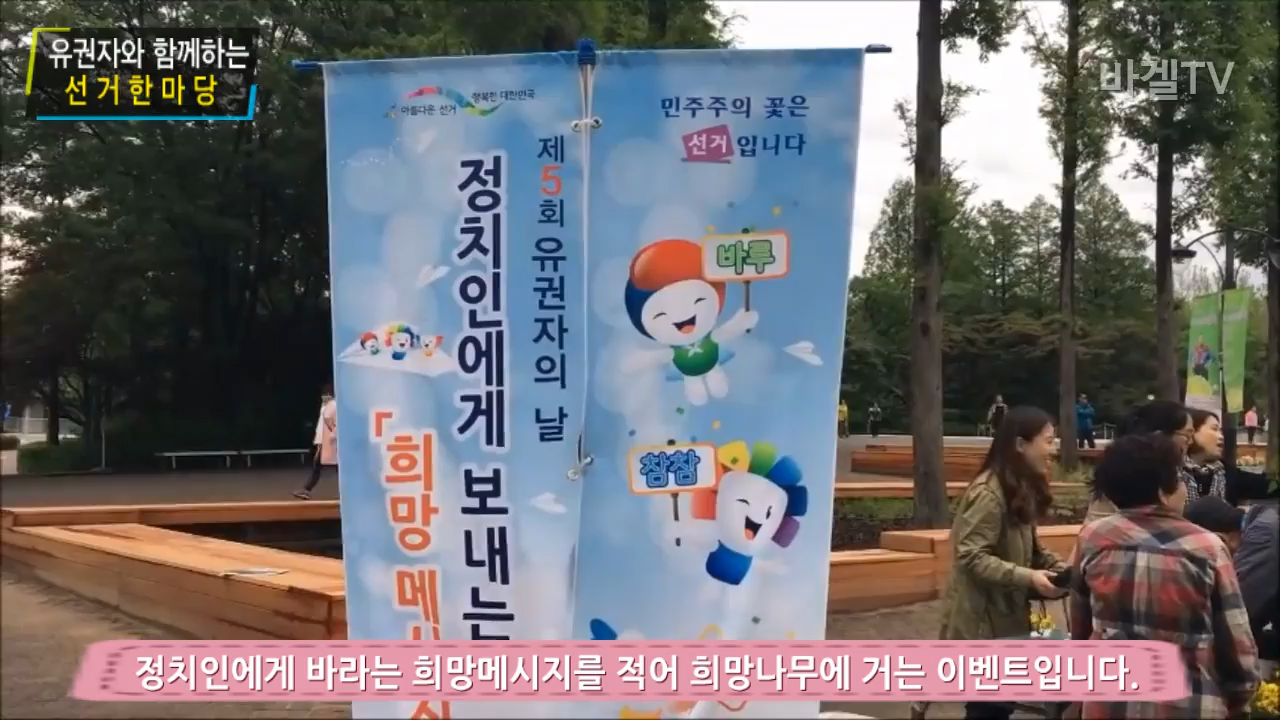 유권자와 함께하는
선거한마당
바겔TV
아름다운 선거
행복한 대한민국
제5회 유권자의 날
정치인에게 보내는
「희망 메시
민주주의 꽃은
선거입니다
바루
참참
정치인에게 바라는 희망메시지를 적어 희망나무에 거는 이벤트입니다.